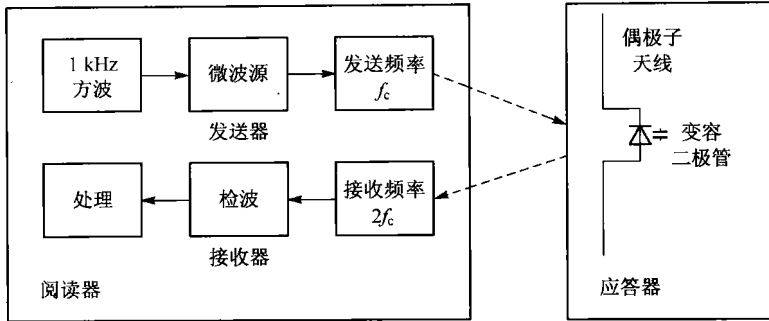 1 kHz
方波
微波源
发送频率
f_c
发送器
处理
检波
接收频率
2f_c
接收器
阅读器
偶极子
天线
变容
二极管
应答器